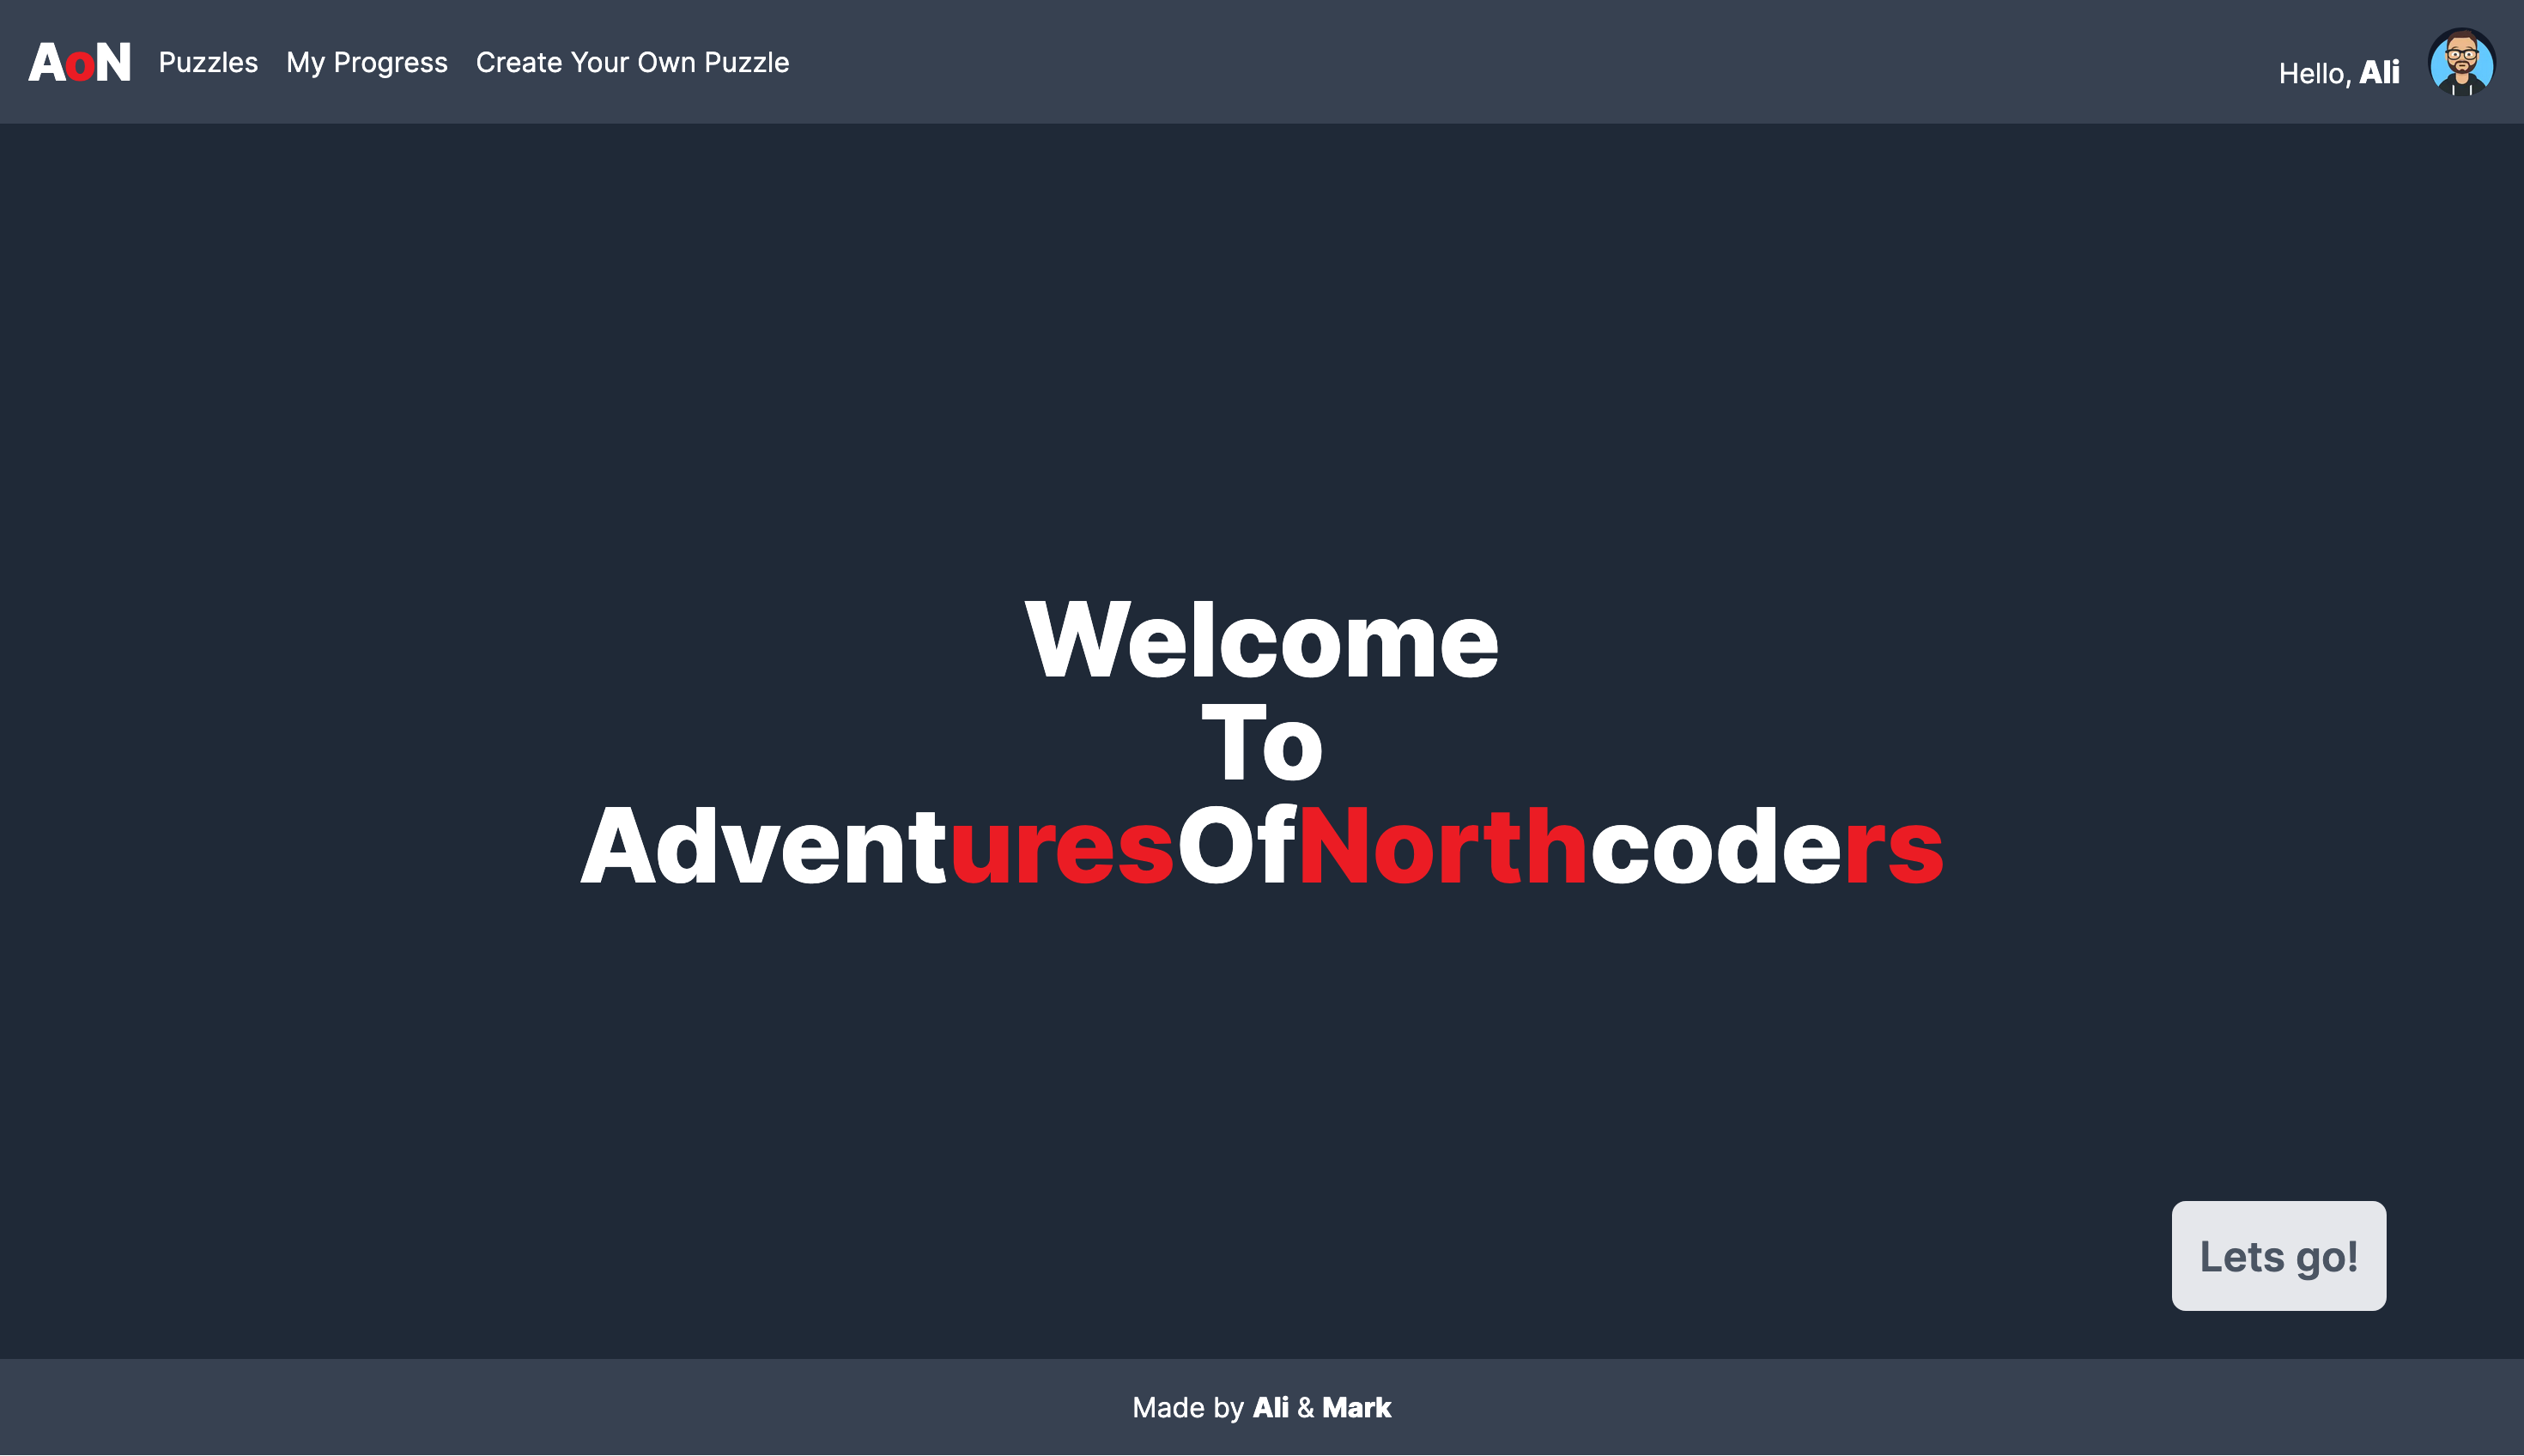 AoN Puzzles My Progress Create Your Own Puzzle Hello, Ali
Welcome
To
AdventuresOfNorthcoders
Lets go!
Made by Ali & Mark